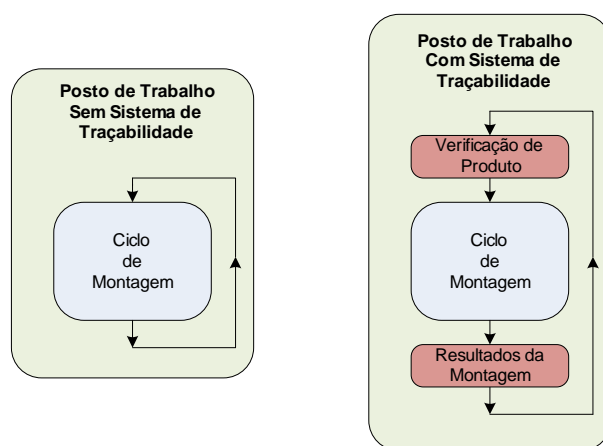 Posto de Trabalho
Sem Sistema de
Traçabilidade
Ciclo
de
Montagem
Posto de Trabalho
Com Sistema de
Traçabilidade
Verificação de
Produto
Ciclo
de
Montagem
Resultados da
Montagem